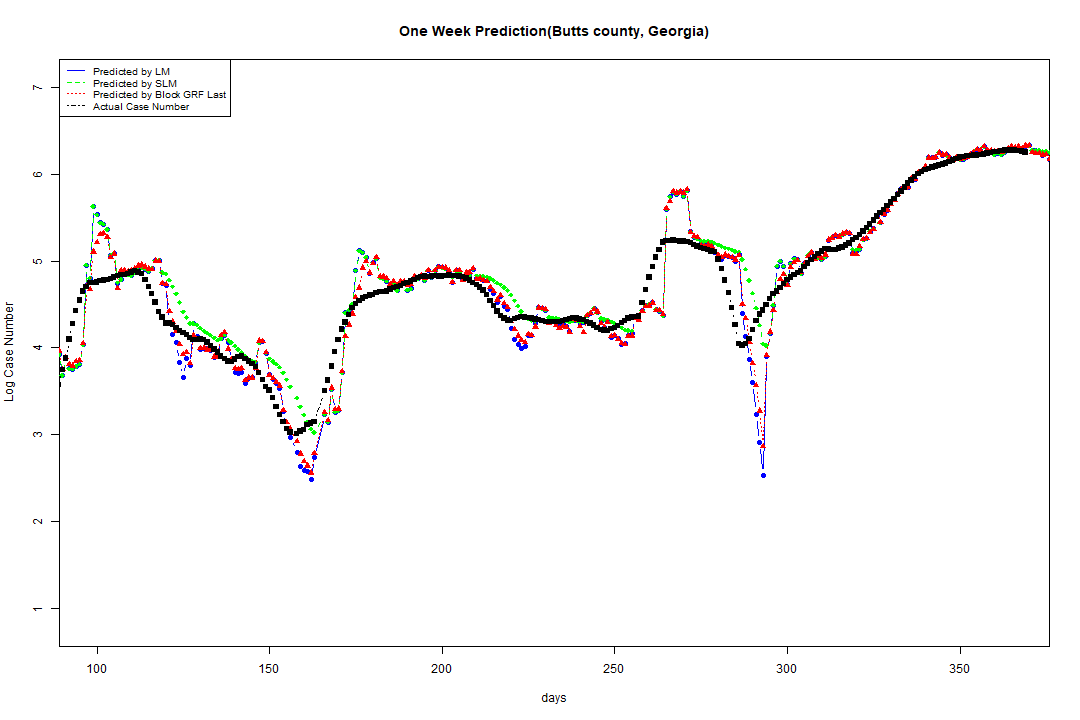 One Week Prediction(Butts county, Georgia)
Predicted by LM
Predicted by SLM
Predicted by Block GRF Last
Actual Case Number
7
6
5
4
3
2
1
Log Case Number
100 150 200 250 300 350
days